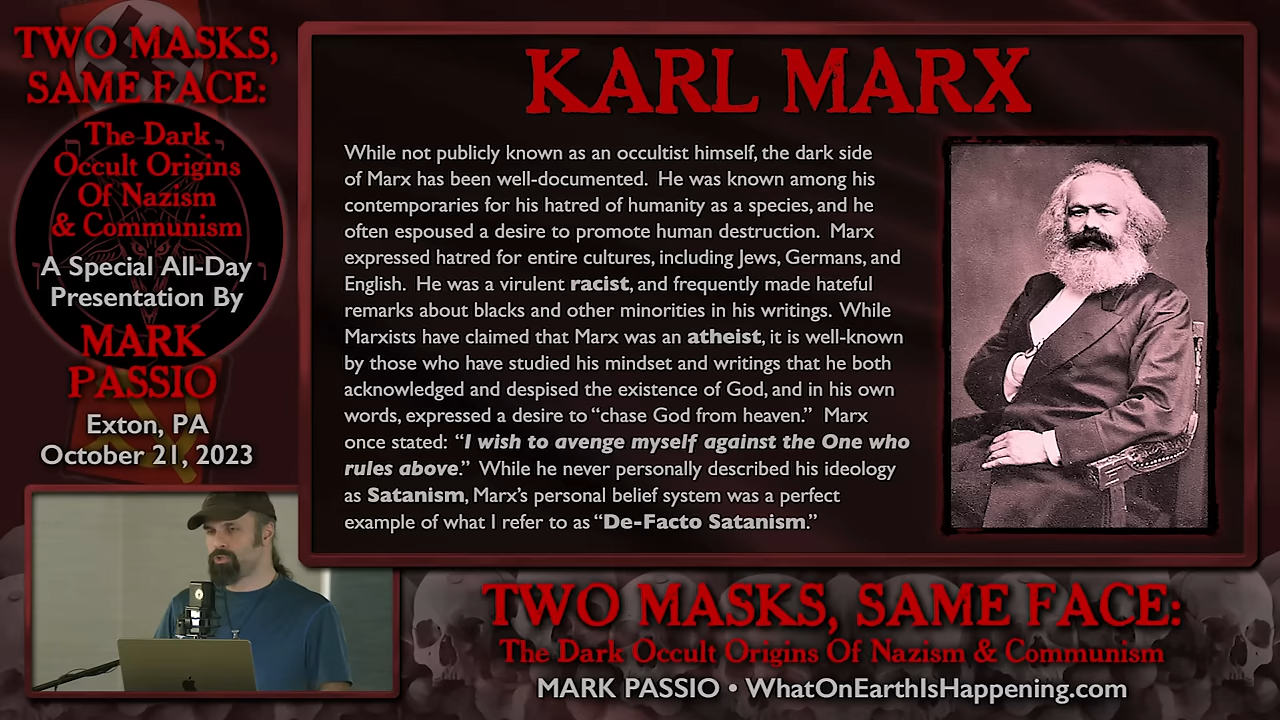 TWO MASKS,
SAME FACE:
The Dark
Occult Origins
Of Nazism
& Communism
A Special All-Day
Presentation By
MARK
PASSIO
Exton, PA
October 21, 2023
KARL MARX
While not publicly known as an occultist himself, the dark side
of Marx has been well-documented. He was known among his
contemporaries for his hatred of humanity as a species, and he
often espoused a desire to promote human destruction. Marx
expressed hatred for entire cultures, including Jews, Germans, and
English. He was a virulent racist, and frequently made hateful
remarks about blacks and other minorities in his writings. While
Marxists have claimed that Marx was an atheist, it is well-known
by those who have studied his mindset and writings that he both
acknowledged and despised the existence of God, and in his own
words, expressed a desire to “chase God from heaven.” Marx
once stated: “I wish to avenge myself against the One who
rules above.” While he never personally described his ideology
as Satanism, Marx’s personal belief system was a perfect
example of what I refer to as “De-Facto Satanism.”
TWO MASKS, SAME FACE:
The Dark Occult Origins Of Nazism & Communism
MARK PASSIO • WhatOnEarthIsHappening.com